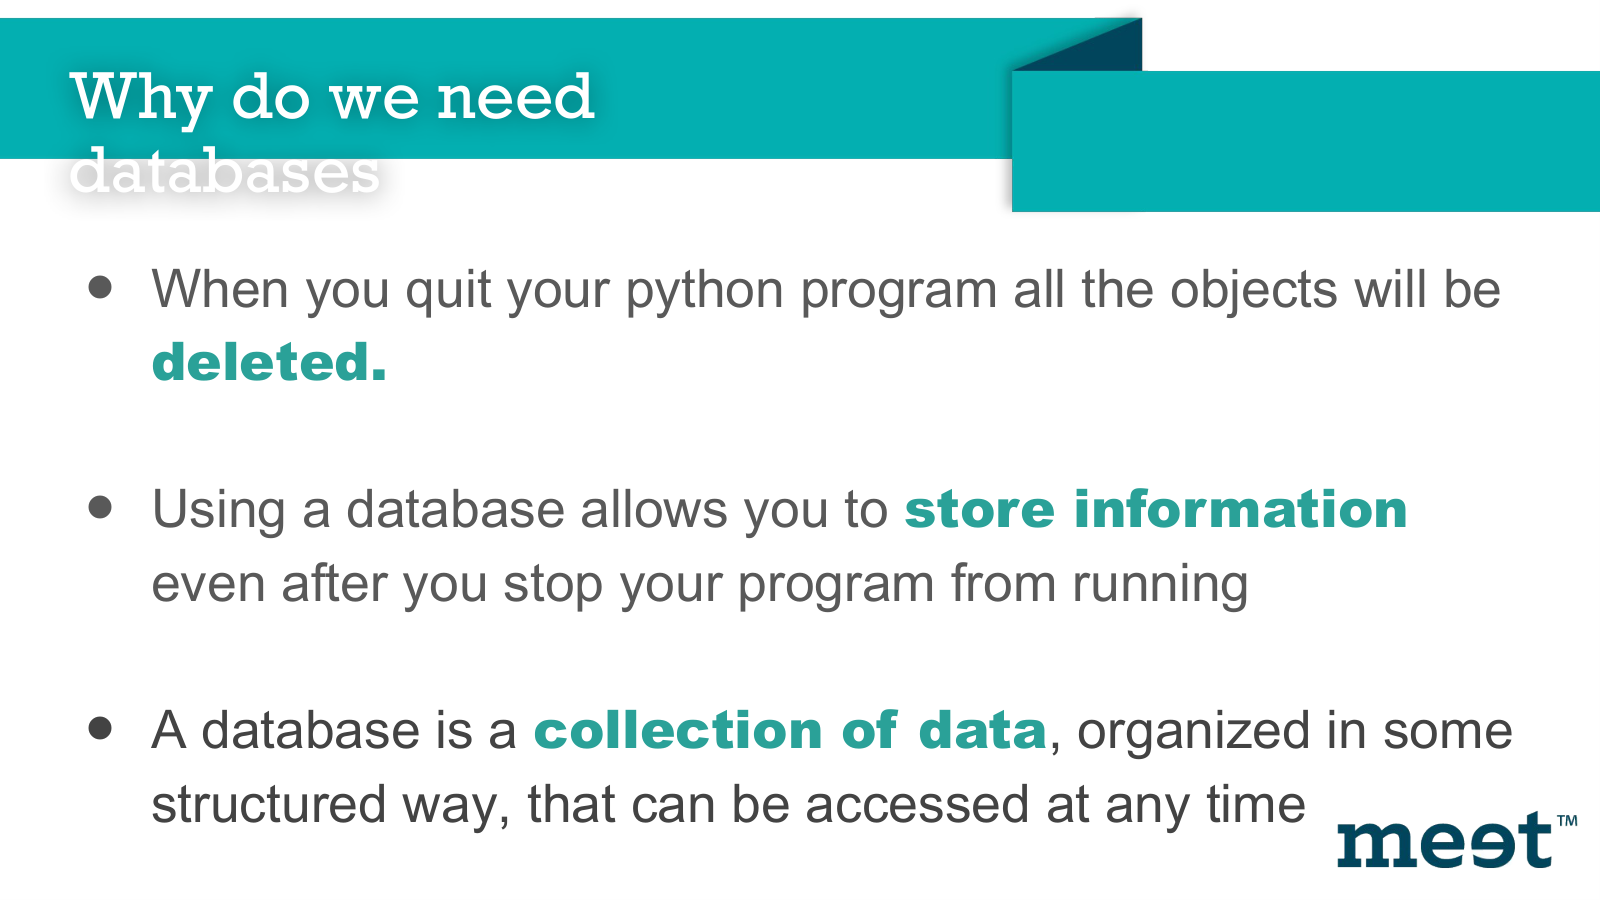 Why do we need
databases
● When you quit your python program all the objects will be
deleted.
● Using a database allows you to store information
even after you stop your program from running
● A database is a collection of data, organized in some
structured way, that can be accessed at any time
meet™